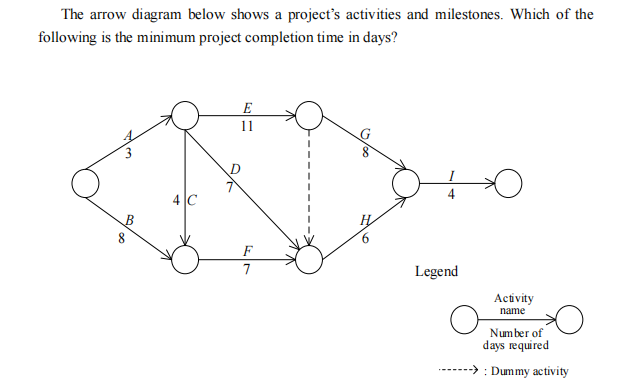 The arrow diagram below shows a project's activities and milestones. Which of the
following is the minimum project completion time in days?
E
11
A
3
G
8
D
7
I
4
4 C
B
8
H
6
F
7
Legend
Activity
name
Number of
days required
: Dummy activity